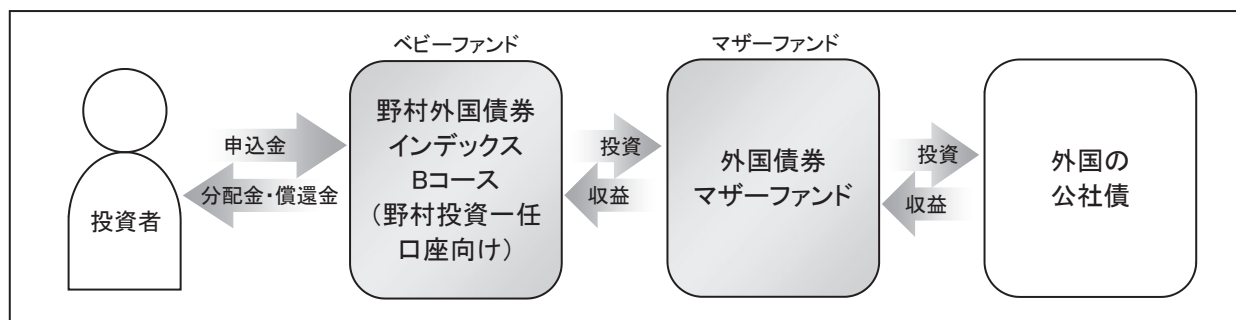 ベビーファンド
マザーファンド
投資者
申込金
分配金・償還金
野村外国債券
インデックス
Bコース
（野村投資一任
口座向け）
投資
収益
外国債券
マザーファンド
投資
収益
外国の
公社債